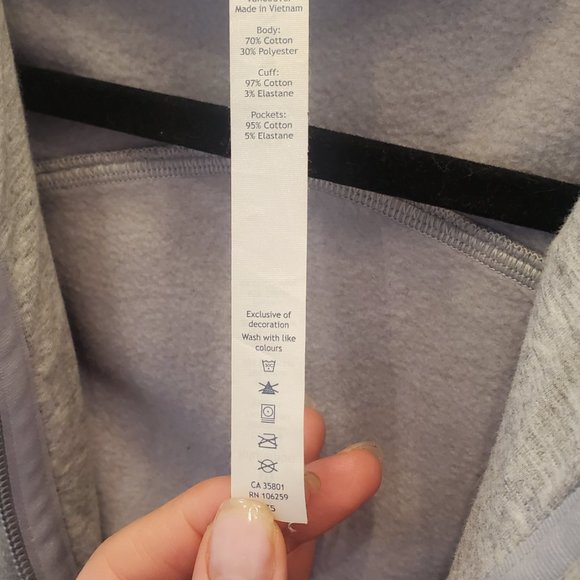 Made in Vietnam
Body:
70% Cotton
30% Polyester
Cuff:
97% Cotton
3% Elastane
Pockets:
95% Cotton
5% Elastane
Exclusive of
decoration
Wash with like
colours
CA 35801
RN 106259